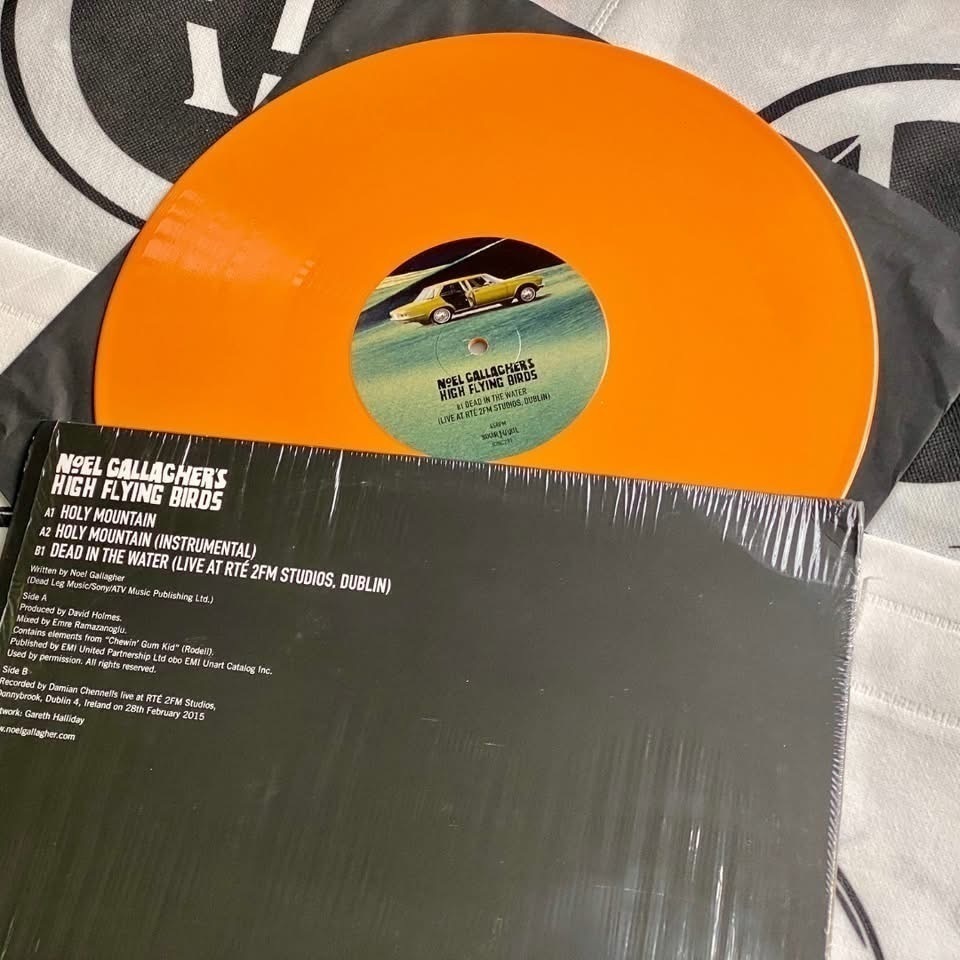 NOEL GALLAGHER'S
HIGH FLYING BIRDS
B1 DEAD IN THE WATER
(LIVE AT RTÉ 2FM STUDIOS, DUBLIN)
45RPM
SOUR MASH
NOEL GALLAGHER'S
HIGH FLYING BIRDS
A1 HOLY MOUNTAIN
A2 HOLY MOUNTAIN (INSTRUMENTAL)
B1 DEAD IN THE WATER (LIVE AT RTÉ 2FM STUDIOS, DUBLIN)
Written by Noel Gallagher
(Dead Leg Music/Sony/ATV Music Publishing Ltd.)
Side A
Produced by David Holmes.
Mixed by Emre Ramazanoglu.
Contains elements from "Chewin' Gum Kid" (Rodeil).
Published by EMI United Partnership Ltd obo EMI Unart Catalog Inc.
Used by permission. All rights reserved.
Side B
Recorded by Damian Chennells live at RTÉ 2FM Studios,
Donnybrook, Dublin 4, Ireland on 28th February 2015
twork: Gareth Halliday
w.noelgallagher.com